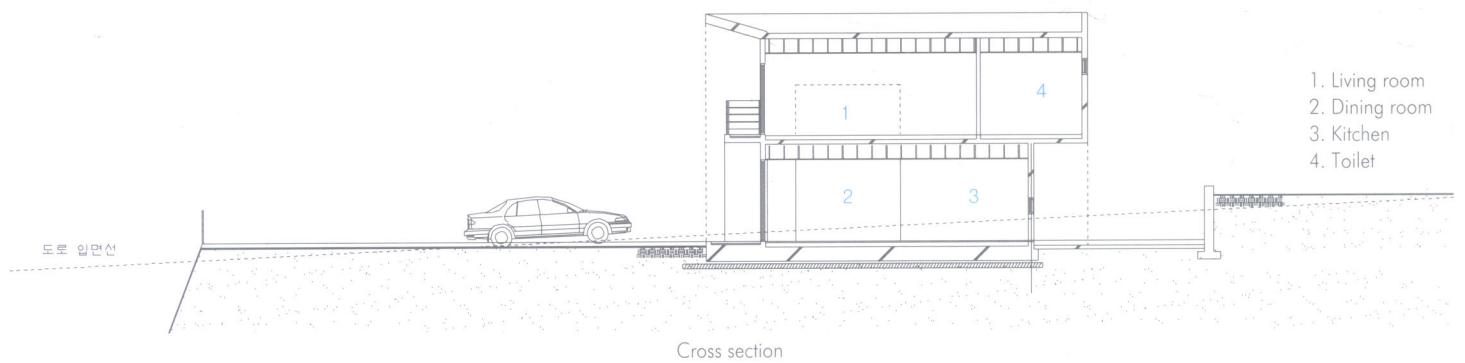 1
4
2
3
1. Living room
2. Dining room
3. Kitchen
4. Toilet
도로 입면선
Cross section